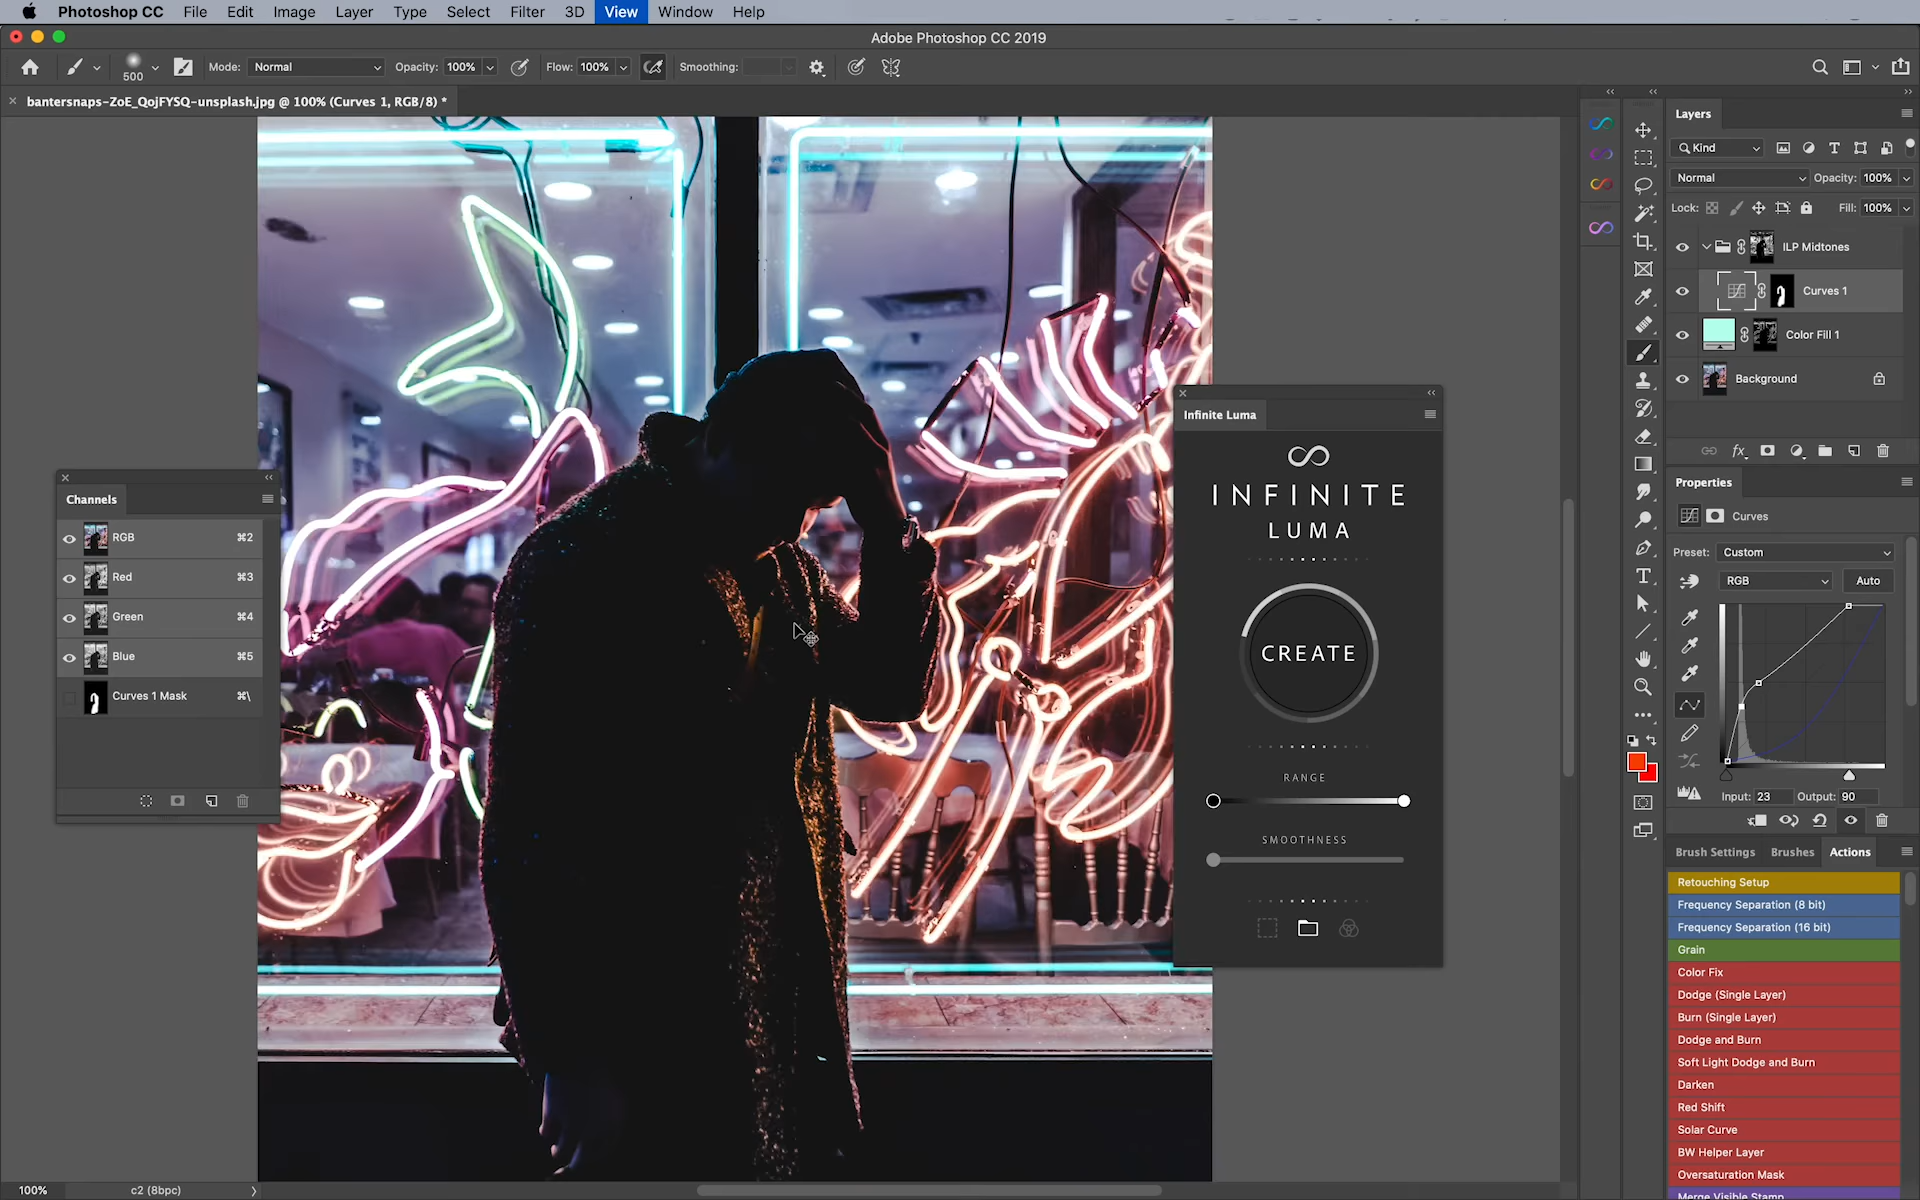 Photoshop CC File Edit Image Layer Type Select Filter 3D View Window Help
Adobe Photoshop CC 2019
500 Mode: Normal Opacity: 100% Flow: 100% Smoothing:
bantersnaps-ZoE_QojFYSQ-unsplash.jpg @ 100% (Curves 1, RGB/8) *
Channels
RGB ⌘2
Red ⌘3
Green ⌘4
Blue ⌘5
Curves 1 Mask ⌘\
Infinite Luma
INFINITE
LUMA
CREATE
RANGE
SMOOTHNESS
Layers
Kind
Normal Opacity: 100%
Lock: Fill: 100%
ILP Midtones
Curves 1
Color Fill 1
Background
fx
Properties
Curves
Preset: Custom
RGB Auto
Input: 23 Output: 90
Brush Settings Brushes Actions
Retouching Setup
Frequency Separation (8 bit)
Frequency Separation (16 bit)
Grain
Color Fix
Dodge (Single Layer)
Burn (Single Layer)
Dodge and Burn
Soft Light Dodge and Burn
Darken
Red Shift
Solar Curve
BW Helper Layer
Oversaturation Mask
Merge Visible Stamp
100% c2 (8bpc)